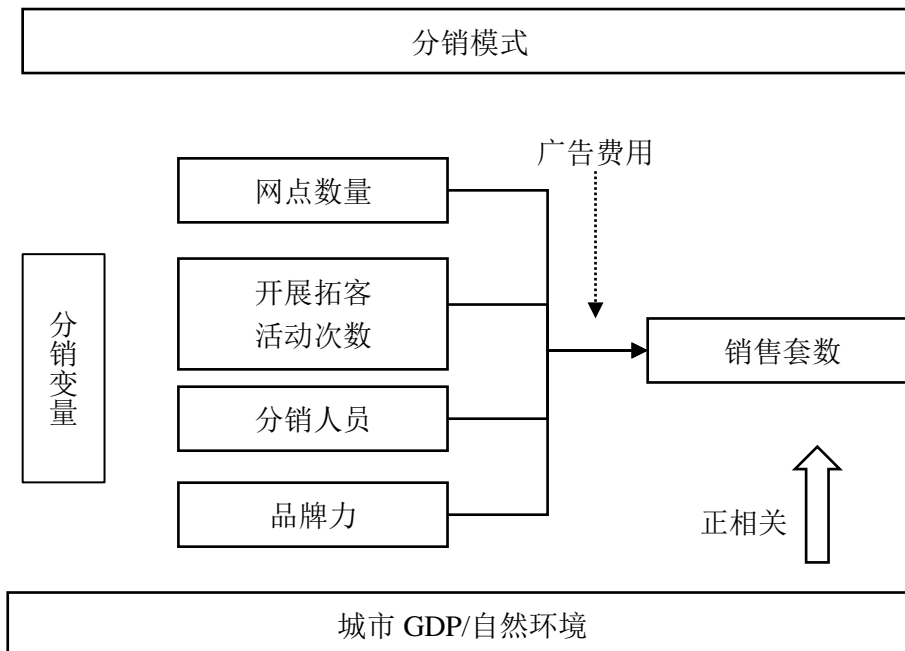 分销模式
广告费用
网点数量
开展拓客
活动次数
分销变量
销售套数
分销人员
品牌力
正相关
城市 GDP/自然环境